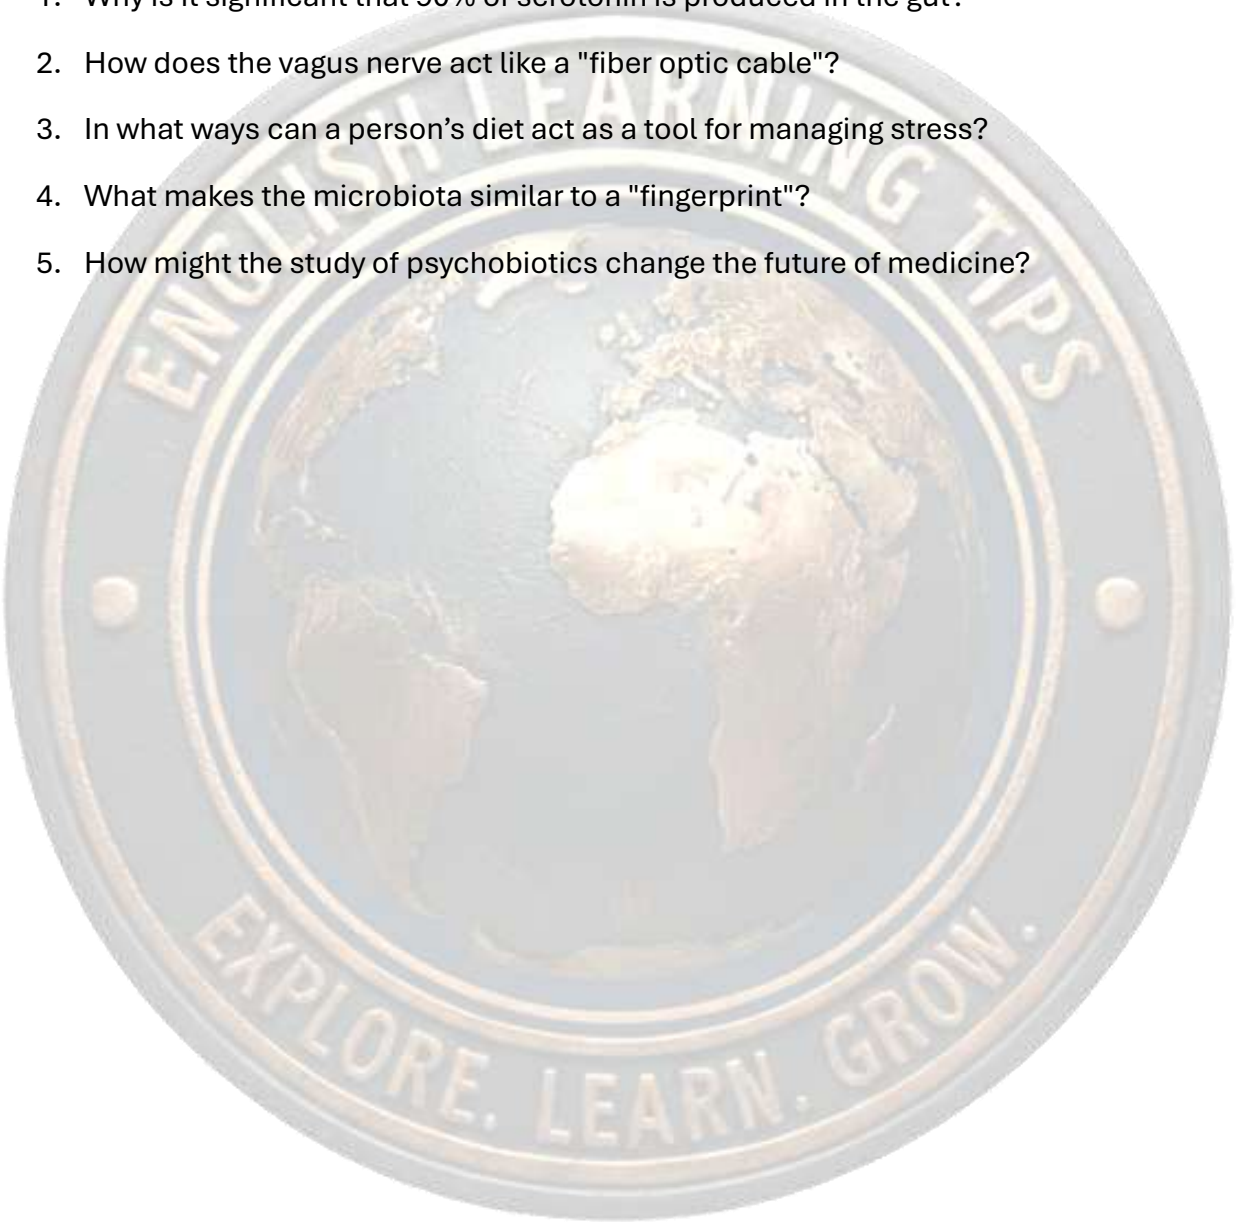 1. Why is it significant that 90% of serotonin is produced in the gut?
2. How does the vagus nerve act like a "fiber optic cable"?
3. In what ways can a person’s diet act as a tool for managing stress?
4. What makes the microbiota similar to a "fingerprint"?
5. How might the study of psychobiotics change the future of medicine?
ENGLISH LEARNING TIPS
EXPLORE. LEARN. GROW.